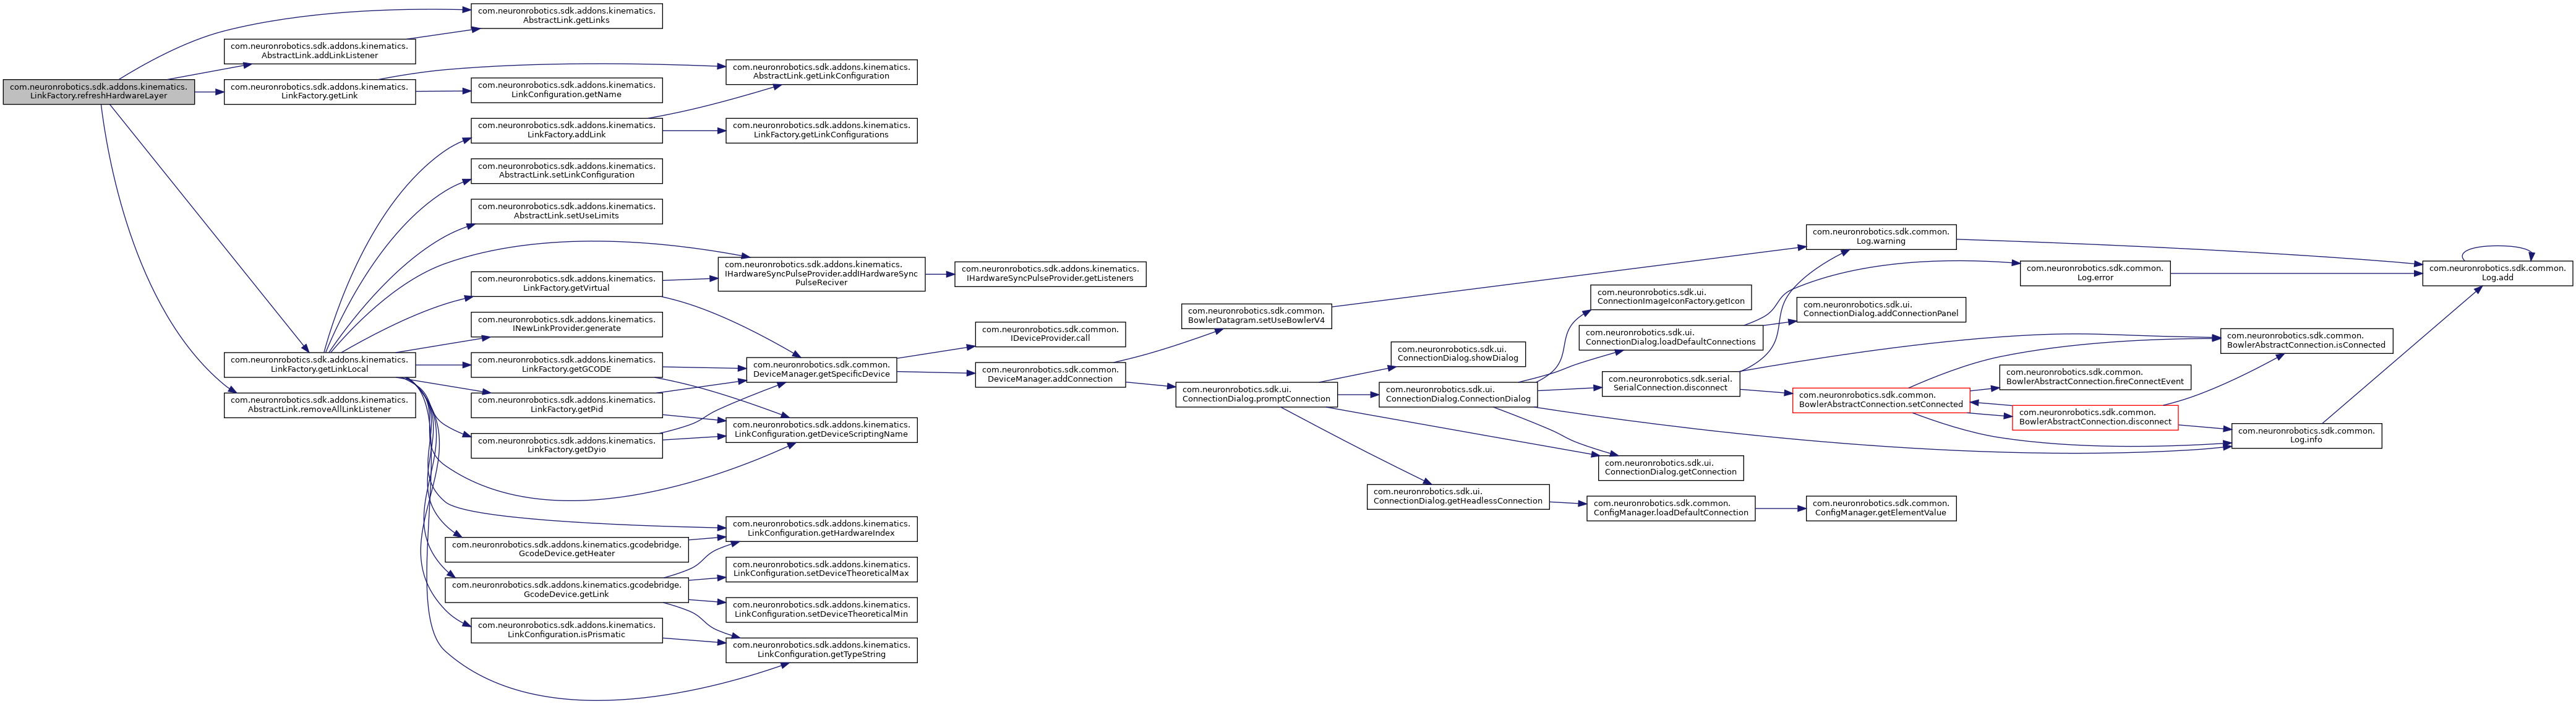 com.neuronrobotics.sdk.addons.kinematics.
LinkFactory.refreshHardwareLayer
com.neuronrobotics.sdk.addons.kinematics.
AbstractLink.getLinks
com.neuronrobotics.sdk.addons.kinematics.
AbstractLink.addLinkListener
com.neuronrobotics.sdk.addons.kinematics.
LinkFactory.getLink
com.neuronrobotics.sdk.addons.kinematics.
LinkFactory.getLinkLocal
com.neuronrobotics.sdk.addons.kinematics.
AbstractLink.removeAllLinkListener
com.neuronrobotics.sdk.addons.kinematics.
LinkConfiguration.getName
com.neuronrobotics.sdk.addons.kinematics.
LinkFactory.addLink
com.neuronrobotics.sdk.addons.kinematics.
AbstractLink.setLinkConfiguration
com.neuronrobotics.sdk.addons.kinematics.
AbstractLink.setUseLimits
com.neuronrobotics.sdk.addons.kinematics.
LinkFactory.getVirtual
com.neuronrobotics.sdk.addons.kinematics.
INewLinkProvider.generate
com.neuronrobotics.sdk.addons.kinematics.
LinkFactory.getGCODE
com.neuronrobotics.sdk.addons.kinematics.
LinkFactory.getPid
com.neuronrobotics.sdk.addons.kinematics.
LinkFactory.getDyio
com.neuronrobotics.sdk.addons.kinematics.gcodebridge.
GcodeDevice.getHeater
com.neuronrobotics.sdk.addons.kinematics.gcodebridge.
GcodeDevice.getLink
com.neuronrobotics.sdk.addons.kinematics.
LinkConfiguration.isPrismatic
com.neuronrobotics.sdk.addons.kinematics.
AbstractLink.getLinkConfiguration
com.neuronrobotics.sdk.addons.kinematics.
LinkFactory.getLinkConfigurations
com.neuronrobotics.sdk.addons.kinematics.
IHardwareSyncPulseProvider.addIHardwareSync
PulseReciver
com.neuronrobotics.sdk.common.
DeviceManager.getSpecificDevice
com.neuronrobotics.sdk.addons.kinematics.
LinkConfiguration.getDeviceScriptingName
com.neuronrobotics.sdk.addons.kinematics.
LinkConfiguration.getHardwareIndex
com.neuronrobotics.sdk.addons.kinematics.
LinkConfiguration.setDeviceTheoreticalMax
com.neuronrobotics.sdk.addons.kinematics.
LinkConfiguration.setDeviceTheoreticalMin
com.neuronrobotics.sdk.addons.kinematics.
LinkConfiguration.getTypeString
com.neuronrobotics.sdk.addons.kinematics.
IHardwareSyncPulseProvider.getListeners
com.neuronrobotics.sdk.common.
IDeviceProvider.call
com.neuronrobotics.sdk.common.
DeviceManager.addConnection
com.neuronrobotics.sdk.common.
BowlerDatagram.setUseBowlerV4
com.neuronrobotics.sdk.ui.
ConnectionDialog.promptConnection
com.neuronrobotics.sdk.ui.
ConnectionDialog.showDialog
com.neuronrobotics.sdk.ui.
ConnectionDialog.ConnectionDialog
com.neuronrobotics.sdk.ui.
ConnectionDialog.getHeadlessConnection
com.neuronrobotics.sdk.ui.
ConnectionImageIconFactory.getIcon
com.neuronrobotics.sdk.ui.
ConnectionDialog.loadDefaultConnections
com.neuronrobotics.sdk.serial.
SerialConnection.disconnect
com.neuronrobotics.sdk.ui.
ConnectionDialog.getConnection
com.neuronrobotics.sdk.common.
ConfigManager.loadDefaultConnection
com.neuronrobotics.sdk.common.
Log.warning
com.neuronrobotics.sdk.ui.
ConnectionDialog.addConnectionPanel
com.neuronrobotics.sdk.common.
BowlerAbstractConnection.setConnected
com.neuronrobotics.sdk.common.
ConfigManager.getElementValue
com.neuronrobotics.sdk.common.
Log.error
com.neuronrobotics.sdk.common.
BowlerAbstractConnection.fireConnectEvent
com.neuronrobotics.sdk.common.
BowlerAbstractConnection.disconnect
com.neuronrobotics.sdk.common.
BowlerAbstractConnection.isConnected
com.neuronrobotics.sdk.common.
Log.info
com.neuronrobotics.sdk.common.
Log.add